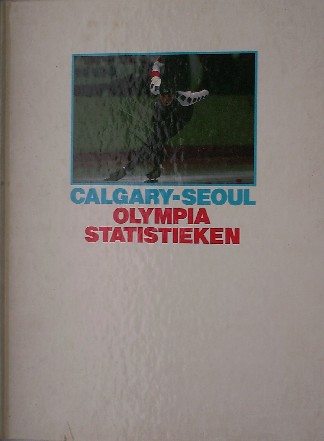 CALGARY-SEOUL
OLYMPIA
STATISTIEKEN